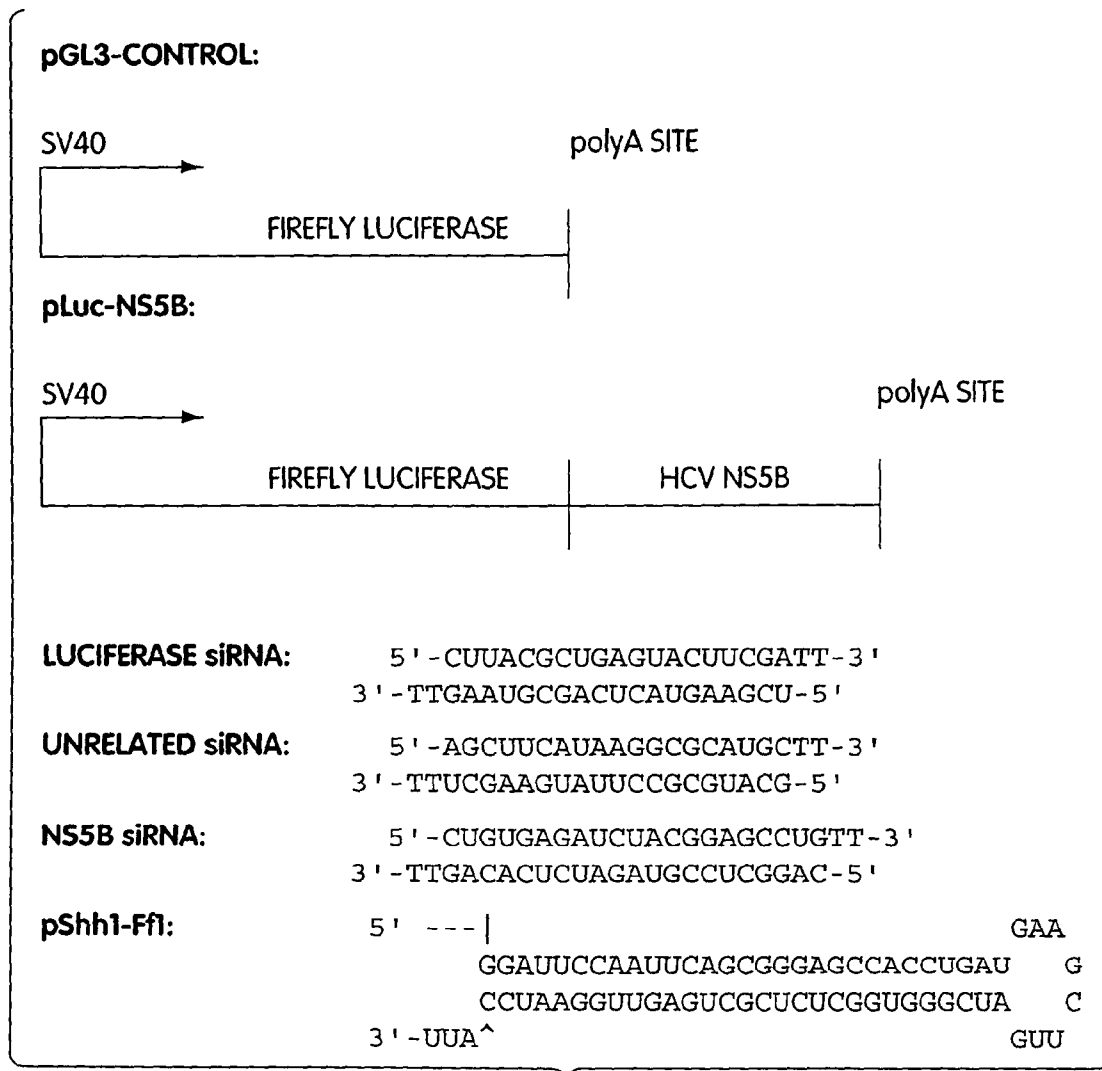 pGL3-CONTROL:
SV40 polyA SITE
FIREFLY LUCIFERASE
pLuc-NS5B:
SV40 polyA SITE
FIREFLY LUCIFERASE HCV NS5B
LUCIFERASE siRNA: 5'-CUUACGCUGAGUACUUCGATT-3'
3'-TTGAAUGCGACUCAUGAAGCU-5'
UNRELATED siRNA: 5'-AGCUUCAUAAGGCGCAUGCTT-3'
3'-TTUCGAAGUAUUCCGCGUACG-5'
NS5B siRNA: 5'-CUGUGAGAUCUACGGAGCCUGTT-3'
3'-TTGACACUCUAGAUGCCUCGGAC-5'
pShh1-Ff1: 5' ---| GAA
GGAUUCCAAUUCAGCGGGAGCCACCUGAU G
CCUAAGGUUGAGUCGCUCUCGGUGGGCUA C
3'-UUA^ GUU